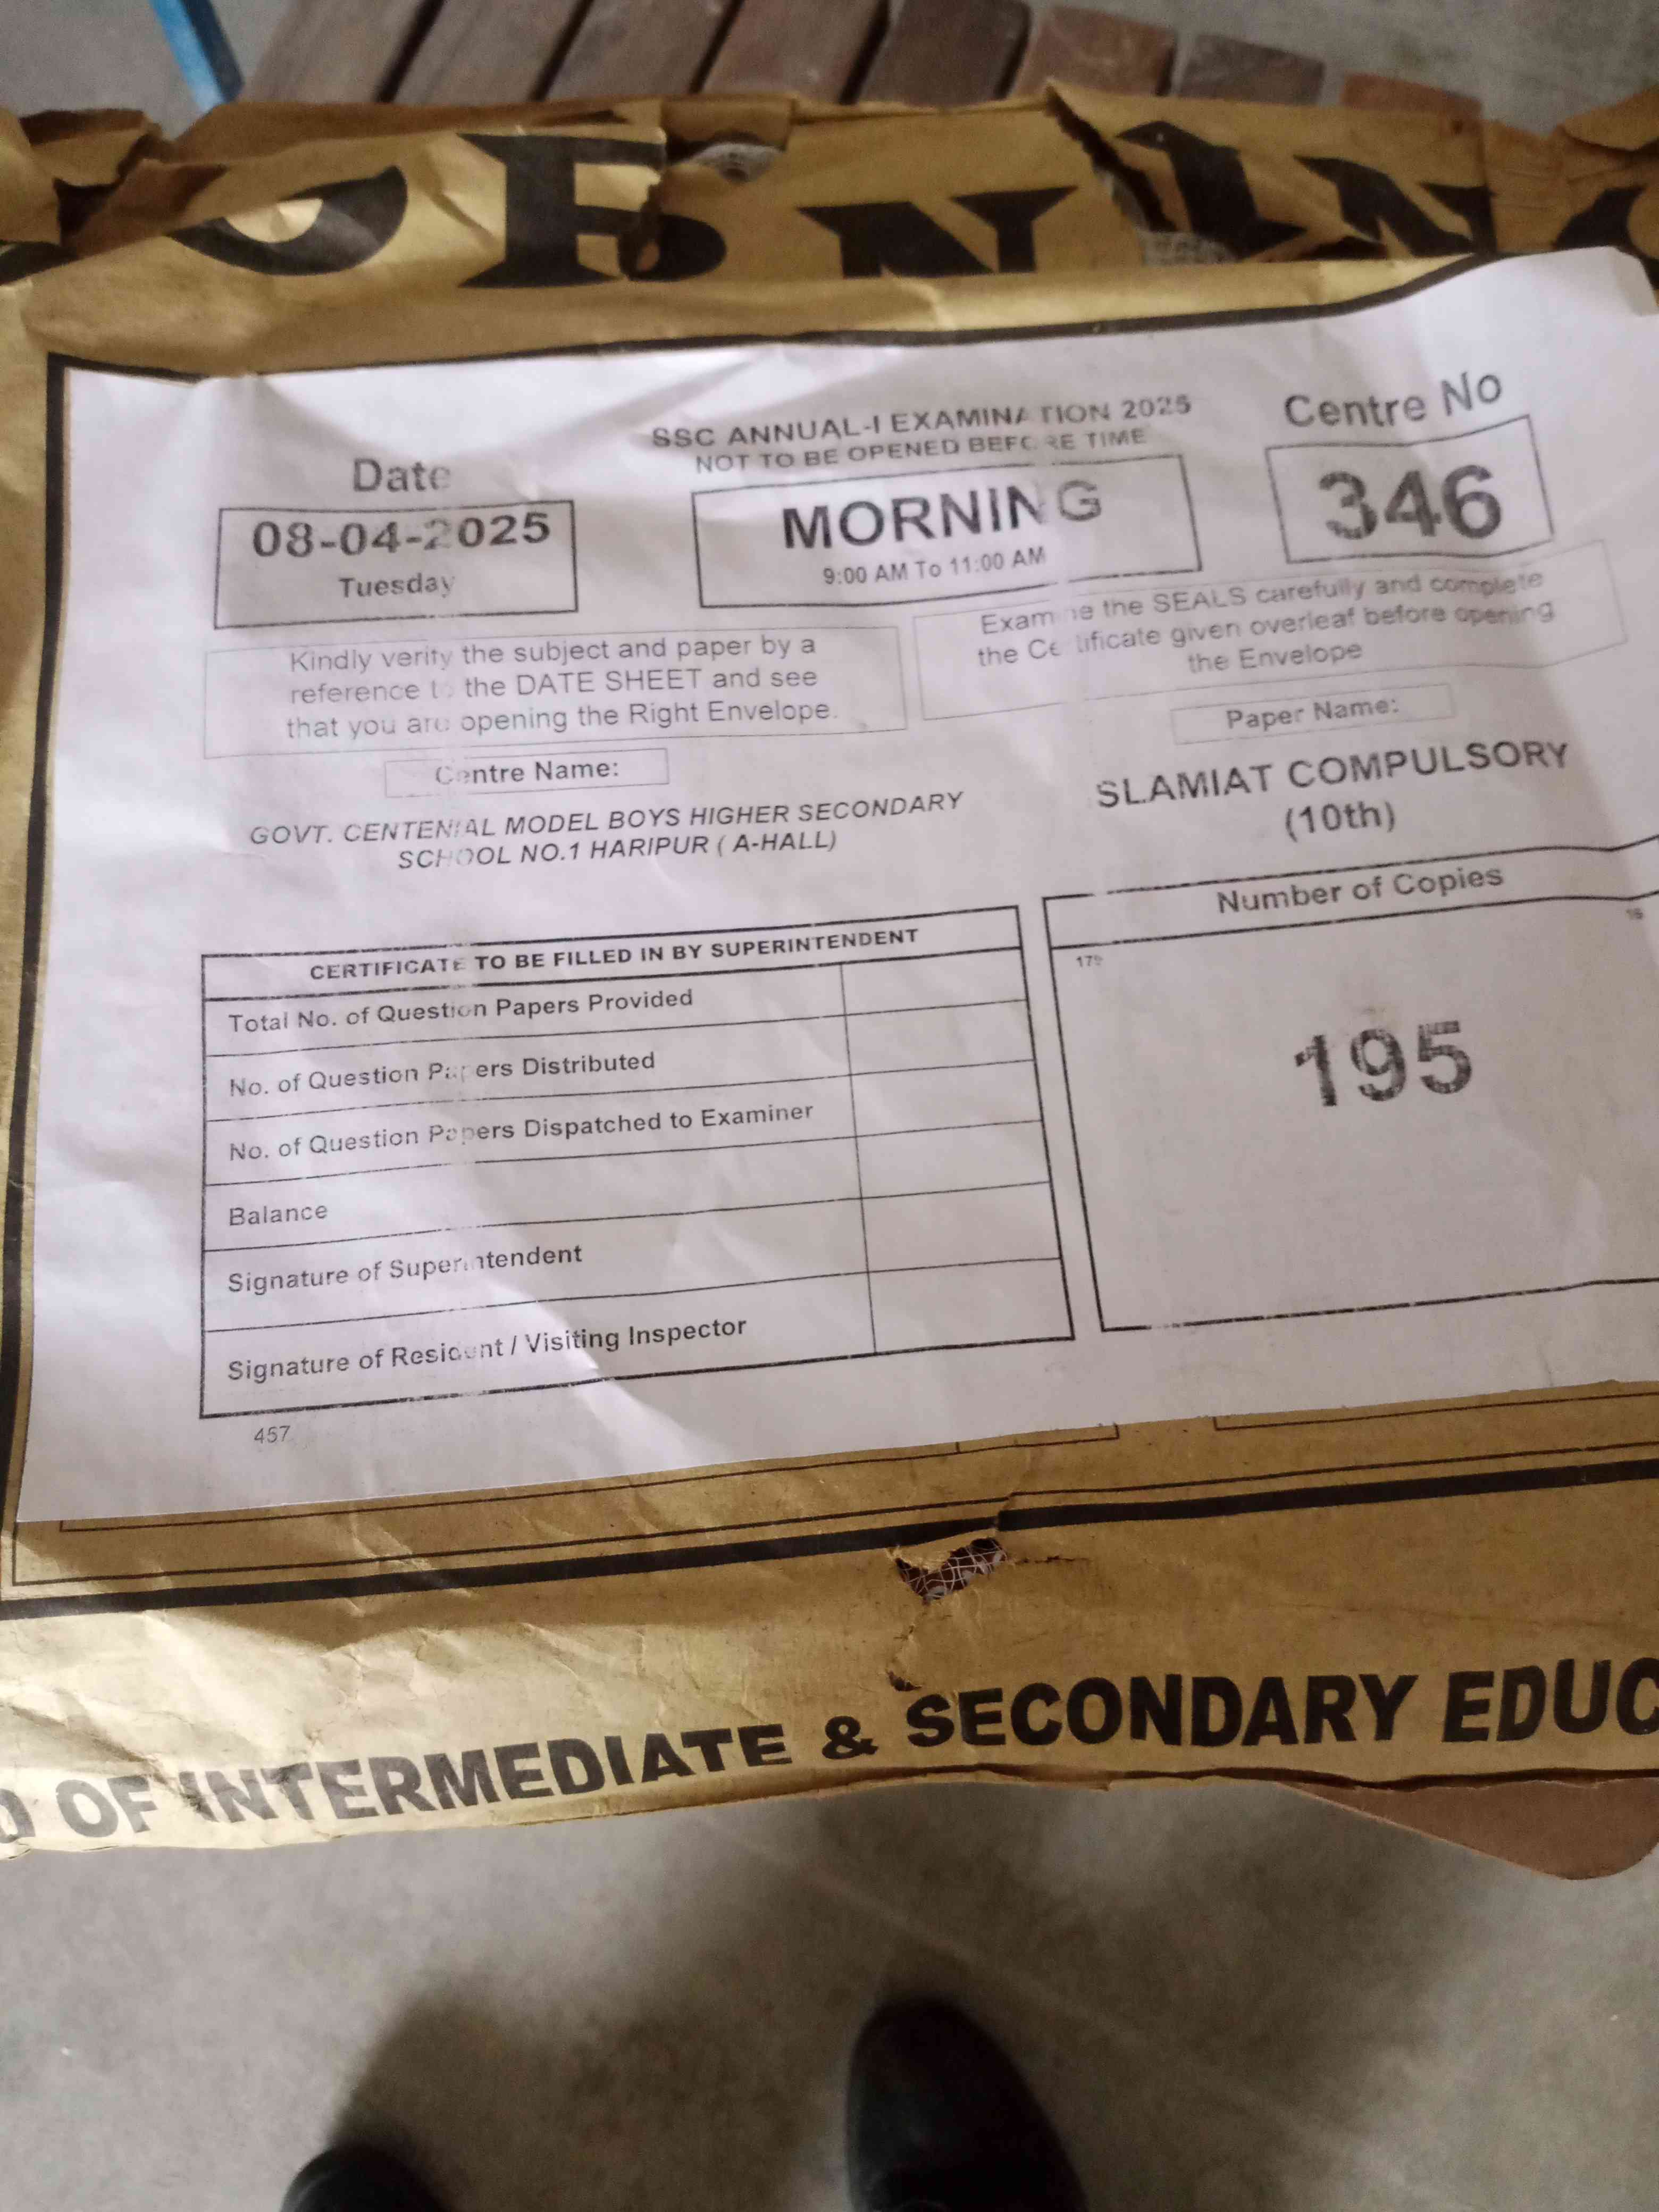 SSC ANNUAL-I EXAMINATION 2025
NOT TO BE OPENED BEFORE TIME
Date
08-04-2025
Tuesday
MORNING
9:00 AM To 11:00 AM
Centre No
346
Kindly verify the subject and paper by a
reference to the DATE SHEET and see
that you are opening the Right Envelope.
Examine the SEALS carefully and complete
the Certificate given overleaf before opening
the Envelope
Centre Name:
GOVT. CENTENIAL MODEL BOYS HIGHER SECONDARY
SCHOOL NO.1 HARIPUR ( A-HALL)
Paper Name:
SLAMIAT COMPULSORY
(10th)
CERTIFICATE TO BE FILLED IN BY SUPERINTENDENT
Total No. of Question Papers Provided
No. of Question Papers Distributed
No. of Question Papers Dispatched to Examiner
Balance
Signature of Superintendent
Signature of Resident / Visiting Inspector
457
Number of Copies
195
OF INTERMEDIATE & SECONDARY EDUC